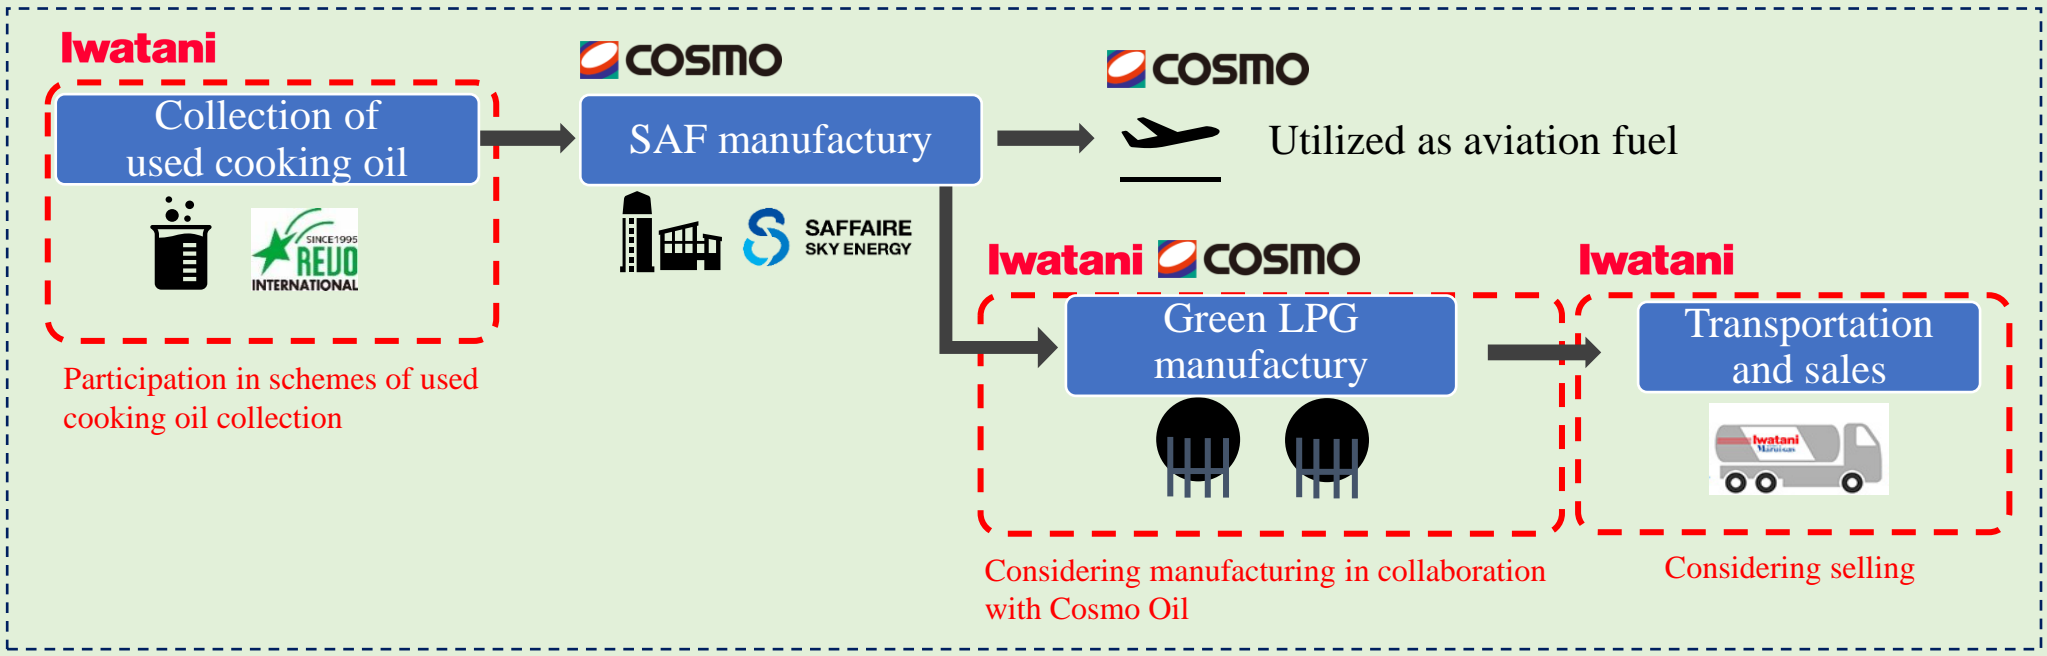 Iwatani
COSMO
COSMO
Collection of
used cooking oil
SAF manufactury
Utilized as aviation fuel
SINCE1995
REVO
INTERNATIONAL
SAFFAIRE
SKY ENERGY
Iwatani
COSMO
Iwatani
Green LPG
manufactury
Transportation
and sales
Participation in schemes of used
cooking oil collection
Iwatani
Considering manufacturing in collaboration
with Cosmo Oil
Considering selling